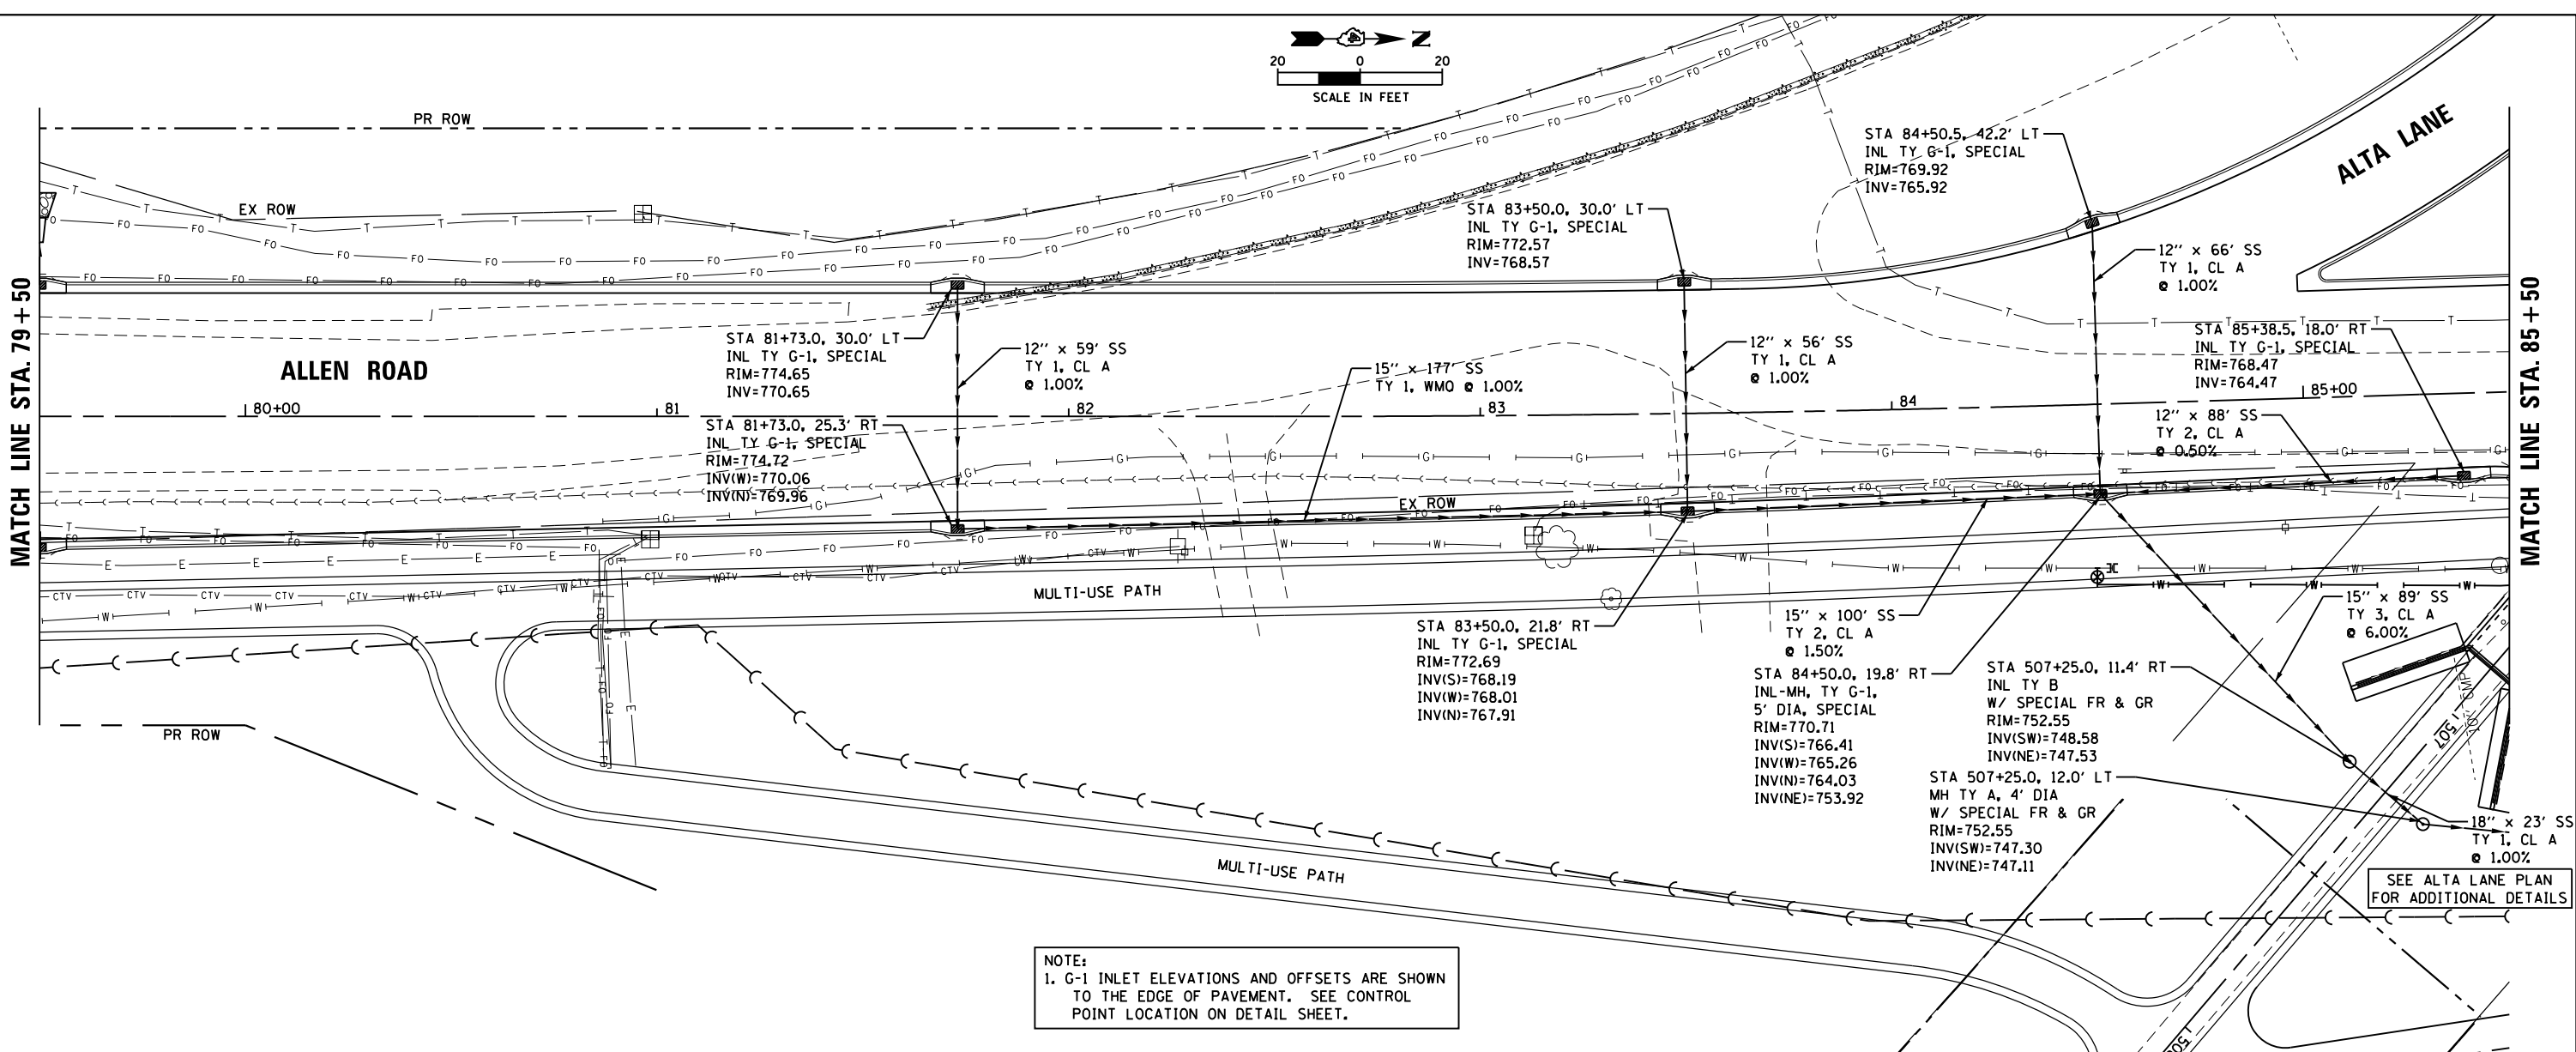 N
20 0 20
SCALE IN FEET
PR ROW
EX ROW
ALTA LANE
STA 84+50.5, 42.2' LT
INL TY G-1, SPECIAL
RIM=769.92
INV=765.92
STA 83+50.0, 30.0' LT
INL TY G-1, SPECIAL
RIM=772.57
INV=768.57
12'' x 66' SS
TY 1, CL A
@ 1.00%
STA 81+73.0, 30.0' LT
INL TY G-1, SPECIAL
RIM=774.65
INV=770.65
12'' x 59' SS
TY 1, CL A
@ 1.00%
15'' x 177' SS
TY 1, WMQ @ 1.00%
12'' x 56' SS
TY 1, CL A
@ 1.00%
STA 85+38.5, 18.0' RT
INL TY G-1, SPECIAL
RIM=768.47
INV=764.47
MATCH LINE STA. 79+50
ALLEN ROAD
MATCH LINE STA. 85+50
80+00
81
82
83
84
85+00
STA 81+73.0, 25.3' RT
INL TY G-1, SPECIAL
RIM=774.72
INV(W)=770.06
INV(N)=769.96
12'' x 88' SS
TY 2, CL A
@ 0.50%
EX ROW
MULTI-USE PATH
STA 83+50.0, 21.8' RT
INL TY G-1, SPECIAL
RIM=772.69
INV(S)=768.19
INV(W)=768.01
INV(N)=767.91
15'' x 100' SS
TY 2, CL A
@ 1.50%
STA 84+50.0, 19.8' RT
INL-MH, TY G-1,
5' DIA, SPECIAL
RIM=770.71
INV(S)=766.41
INV(W)=765.26
INV(N)=764.03
INV(NE)=753.92
15'' x 89' SS
TY 3, CL A
@ 6.00%
STA 507+25.0, 11.4' RT
INL TY B
W/ SPECIAL FR & GR
RIM=752.55
INV(SW)=748.58
INV(NE)=747.53
STA 507+25.0, 12.0' LT
MH TY A, 4' DIA
W/ SPECIAL FR & GR
RIM=752.55
INV(SW)=747.30
INV(NE)=747.11
507
PR ROW
18'' x 23' SS
TY 1, CL A
@ 1.00%
SEE ALTA LANE PLAN
FOR ADDITIONAL DETAILS
MULTI-USE PATH
NOTE:
1. G-1 INLET ELEVATIONS AND OFFSETS ARE SHOWN
TO THE EDGE OF PAVEMENT. SEE CONTROL
POINT LOCATION ON DETAIL SHEET.